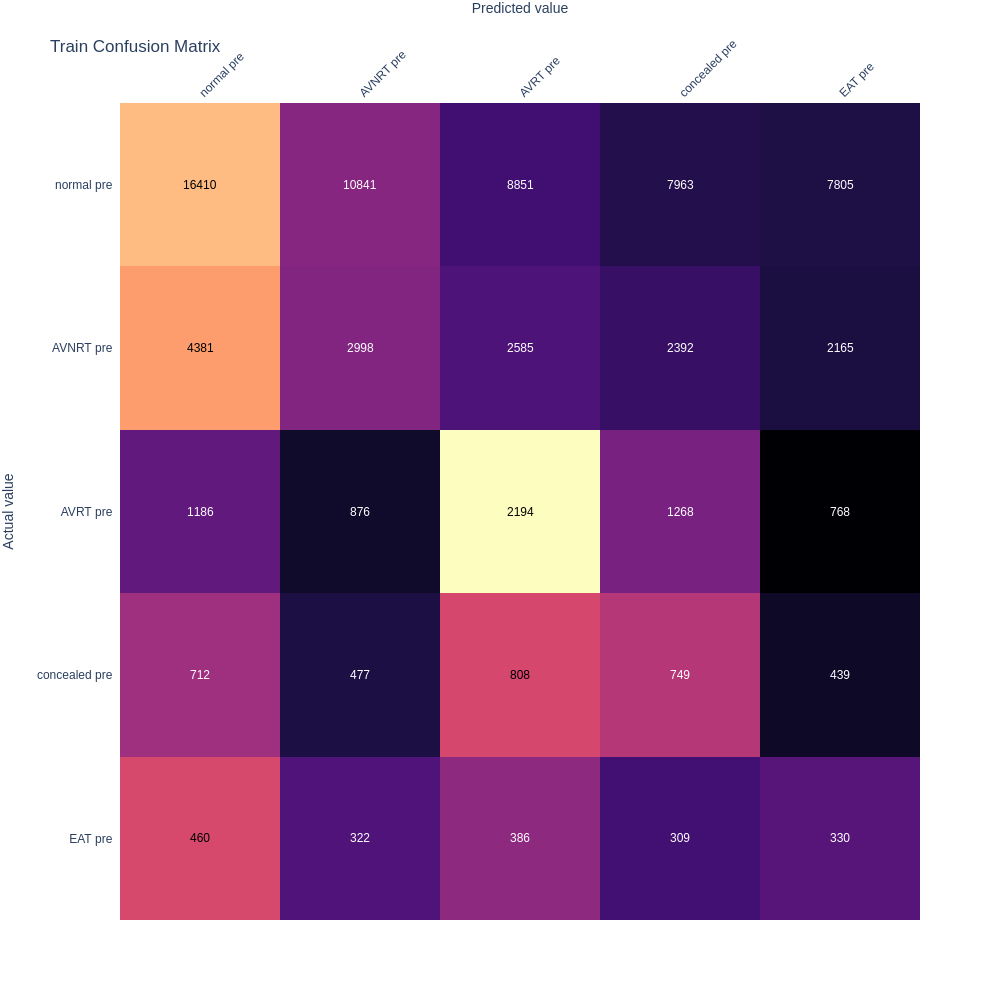 Predicted value
Train Confusion Matrix
normal pre AVNRT pre AVRT pre concealed pre EAT pre
normal pre 16410 10841 8851 7963 7805
AVNRT pre 4381 2998 2585 2392 2165
Actual value
AVRT pre 1186 876 2194 1268 768
concealed pre 712 477 808 749 439
EAT pre 460 322 386 309 330